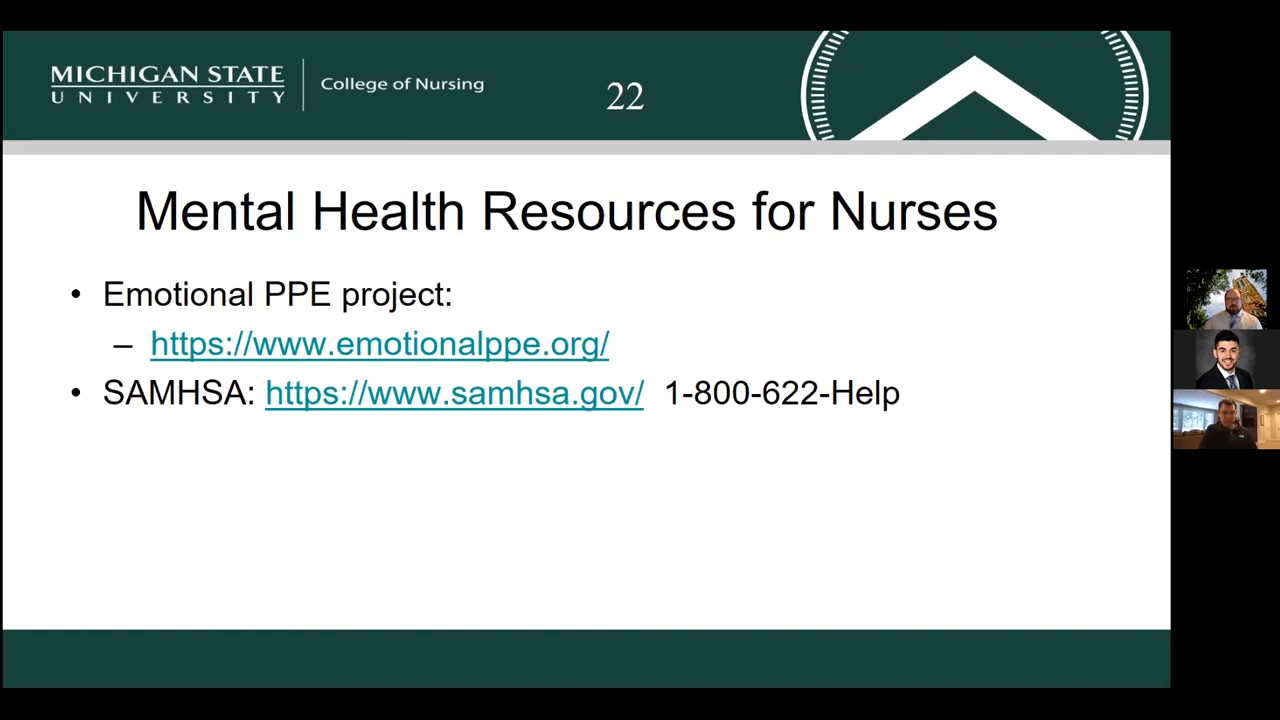 MICHIGAN STATE
UNIVERSITY
College of Nursing
22
Mental Health Resources for Nurses
• Emotional PPE project:
– https://www.emotionalppe.org/
• SAMHSA: https://www.samhsa.gov/ 1-800-622-Help